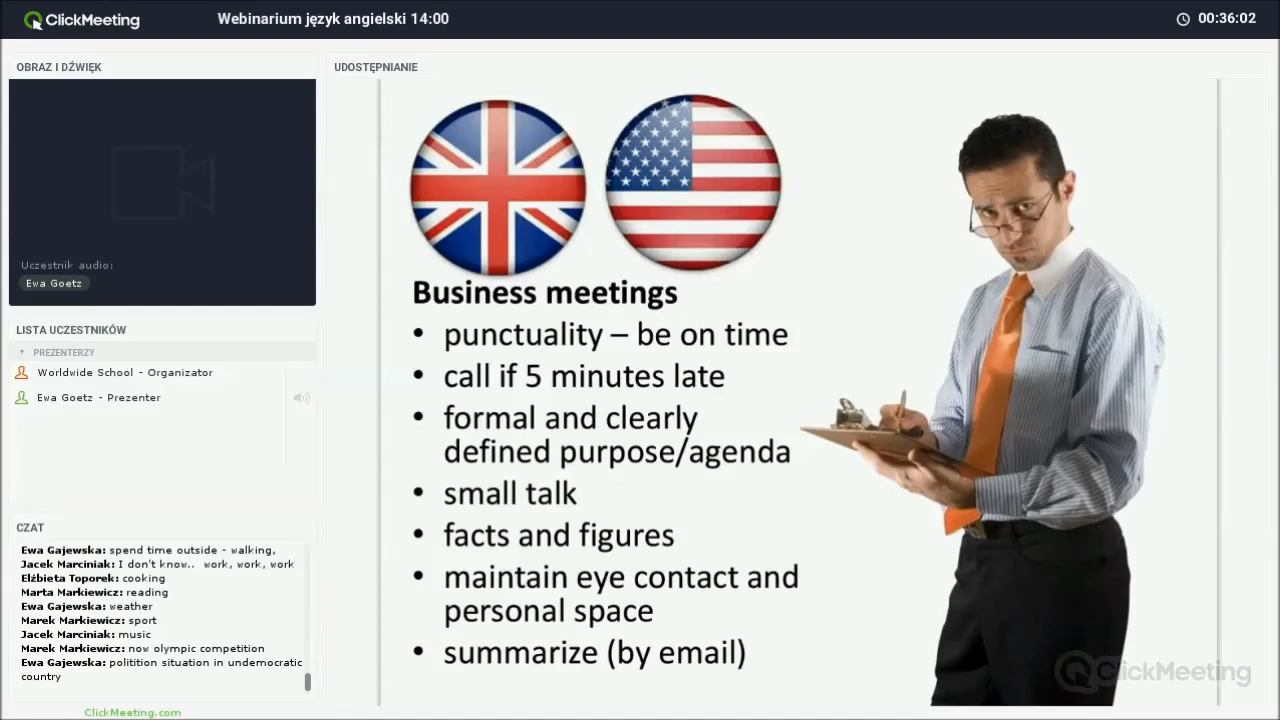 ClickMeeting
Webinarium język angielski 14:00
00:36:02
OBRAZ I DŹWIĘK
Uczestnik audio:
Ewa Goetz
LISTA UCZESTNIKÓW
PREZENTERZY
Worldwide School - Organizator
Ewa Goetz - Prezenter
CZAT
Ewa Gajewska: spend time outside - walking,
Jacek Marciniak: I don't know.. work, work, work
Elżbieta Toporek: cooking
Marta Markiewicz: reading
Ewa Gajewska: weather
Marek Markiewicz: sport
Jacek Marciniak: music
Marek Markiewicz: now olympic competition
Ewa Gajewska: politition situation in undemocratic
country
ClickMeeting.com
UDOSTĘPNIANIE
Business meetings
• punctuality – be on time
• call if 5 minutes late
• formal and clearly
defined purpose/agenda
• small talk
• facts and figures
• maintain eye contact and
personal space
• summarize (by email)
ClickMeeting